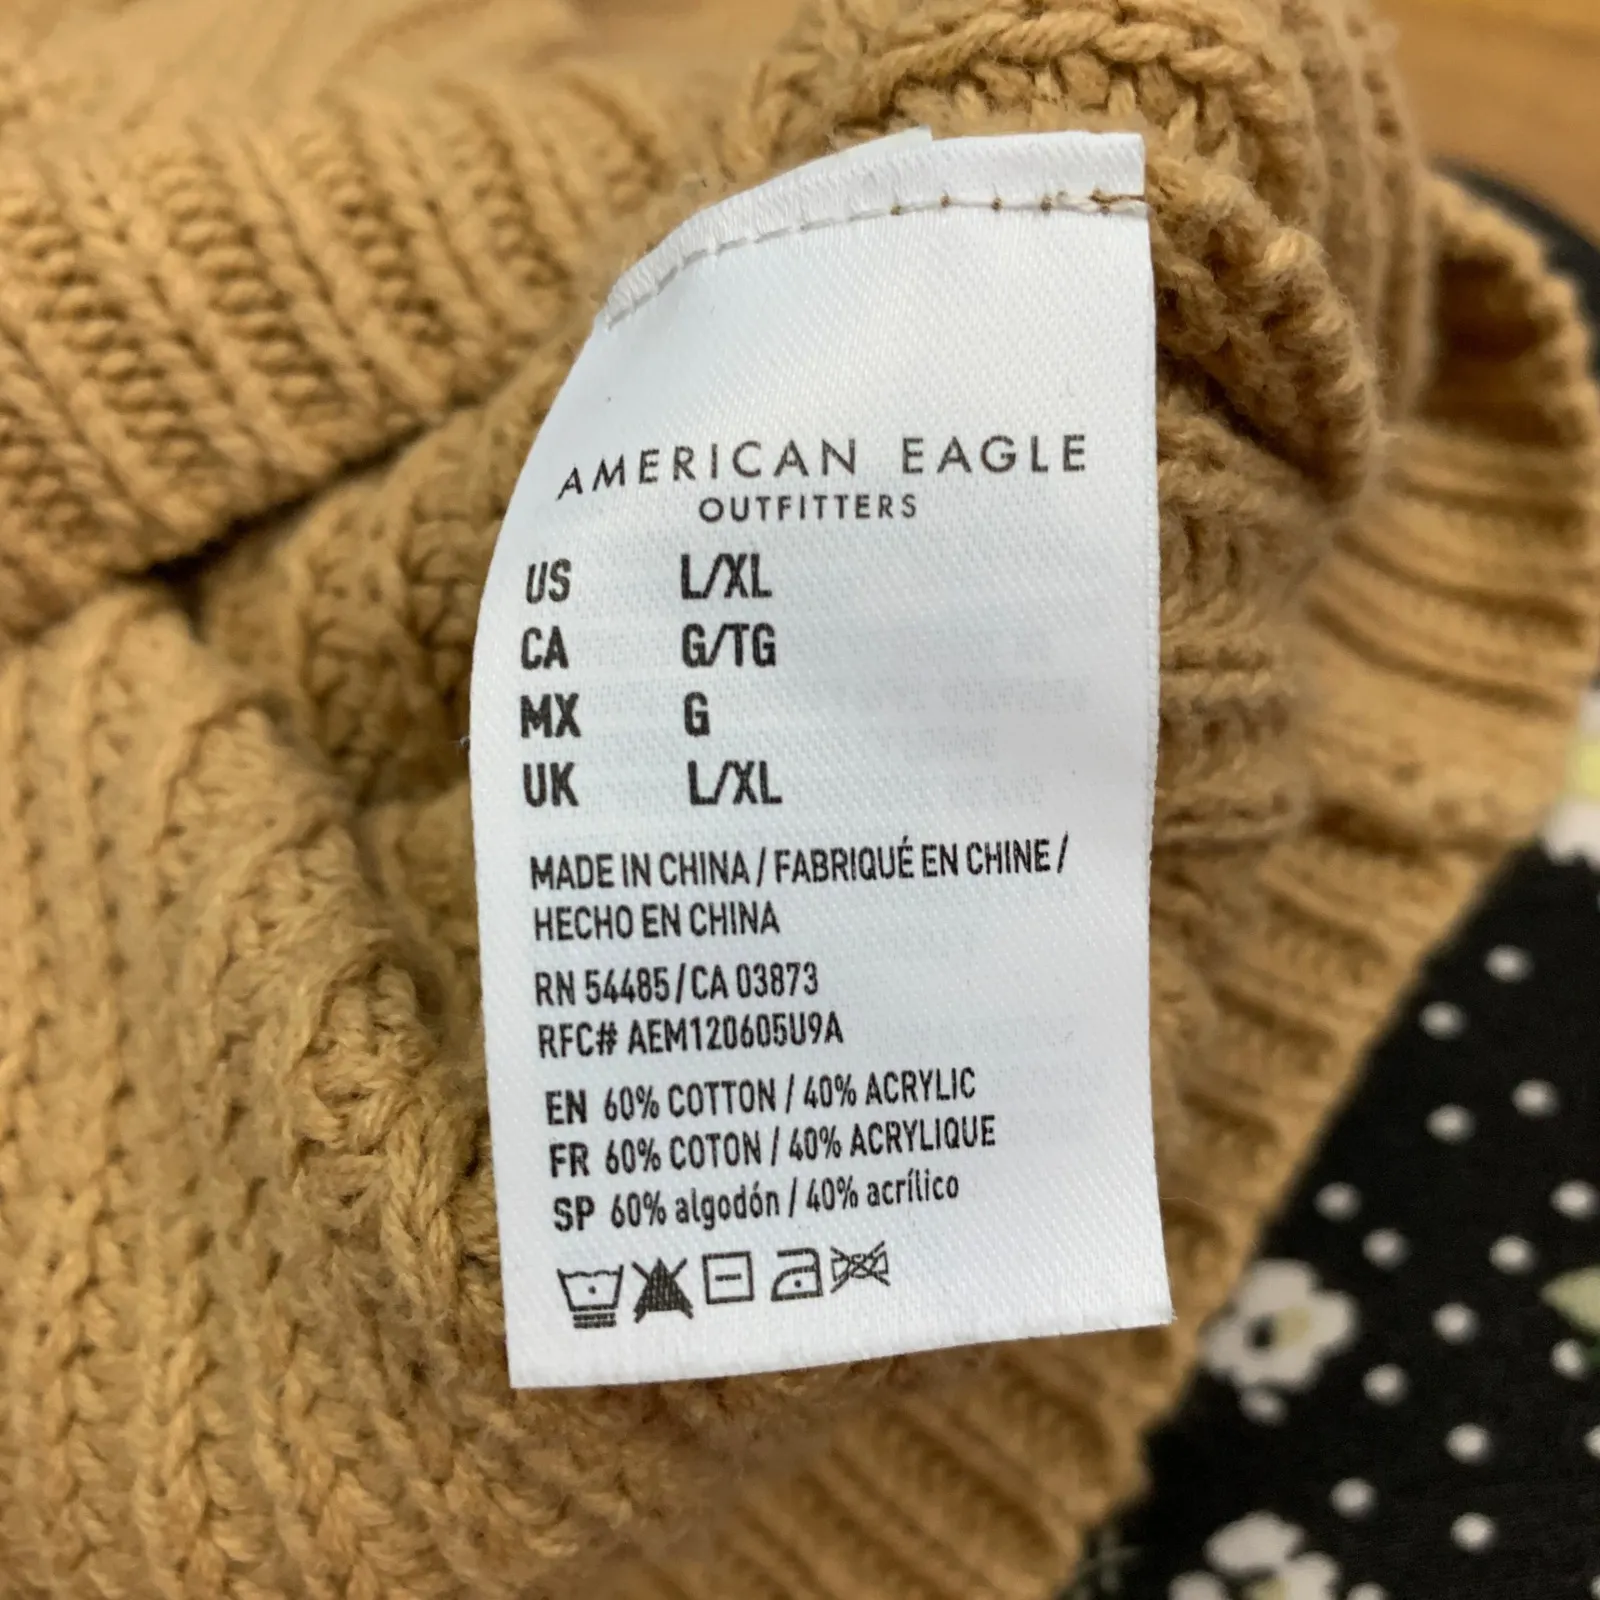 AMERICAN EAGLE
OUTFITTERS
US L/XL
CA G/TG
MX G
UK L/XL
MADE IN CHINA / FABRIQUÉ EN CHINE /
HECHO EN CHINA
RN 54485 / CA 03873
RFC# AEM120605U9A
EN 60% COTTON / 40% ACRYLIC
FR 60% COTON / 40% ACRYLIQUE
SP 60% algodón / 40% acrílico